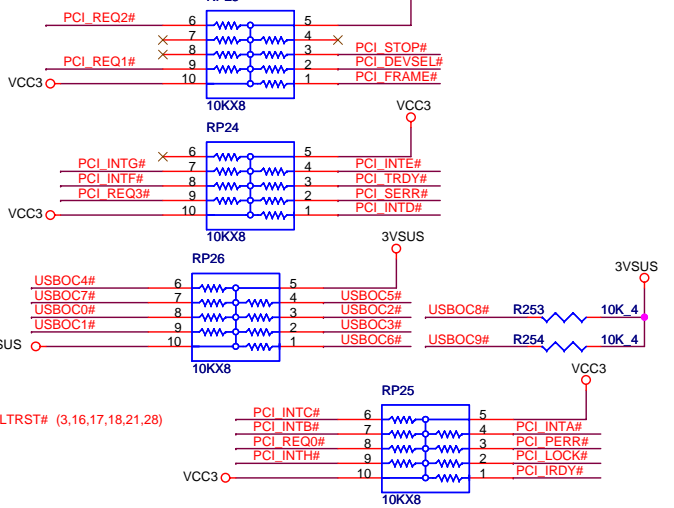 PCI_REQ2# 6 5
7 4
8 3 PCI_STOP#
PCI_REQ1# 9 2 PCI_DEVSEL#
VCC3 10 1 PCI_FRAME#
10KX8
VCC3
RP24
6 5
PCI_INTG# 7 4 PCI_INTE#
PCI_INTF# 8 3 PCI_TRDY#
PCI_REQ3# 9 2 PCI_SERR#
VCC3 10 1 PCI_INTD#
10KX8
3VSUS
RP26
3VSUS
USBOC4# 6 5
USBOC7# 7 4 USBOC5#
USBOC0# 8 3 USBOC2# USBOC8# R253 10K_4
USBOC1# 9 2 USBOC3#
SUS 10 1 USBOC6# USBOC9# R254 10K_4
10KX8
VCC3
RP25
LTRST# (3,16,17,18,21,28)
PCI_INTC# 6 5
PCI_INTB# 7 4 PCI_INTA#
PCI_REQ0# 8 3 PCI_PERR#
PCI_INTH# 9 2 PCI_LOCK#
VCC3 10 1 PCI_IRDY#
10KX8